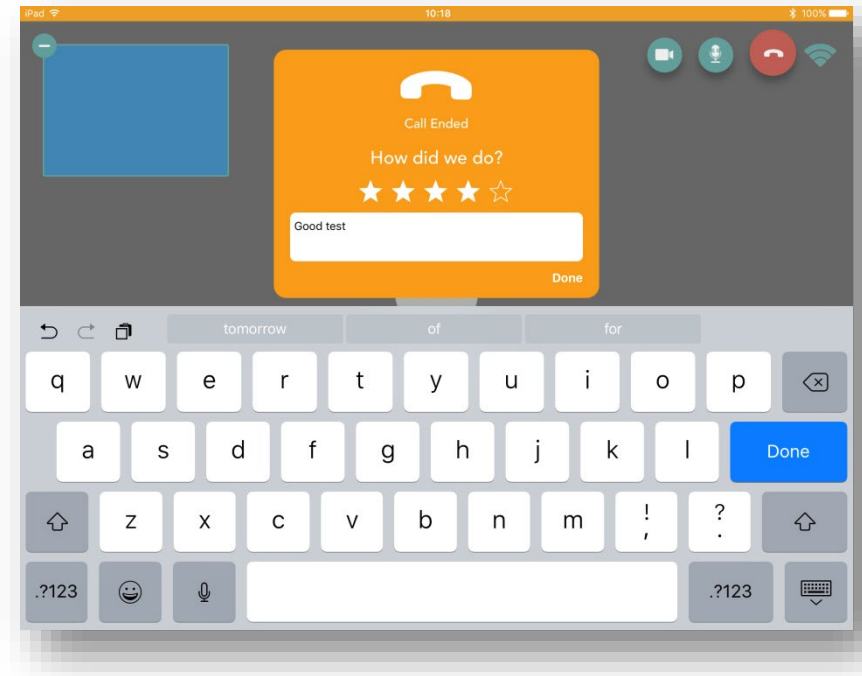 iPad 10:18 100%
Call Ended
How did we do?
Good test
Done
tomorrow of for
q w e r t y u i o p
a s d f g h j k l Done
z x c v b n m ! , ? .
.?123 .?123